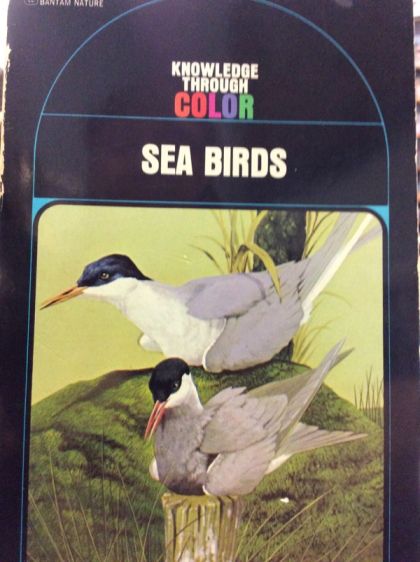 BANTAM NATURE
KNOWLEDGE
THROUGH
COLOR
SEA BIRDS